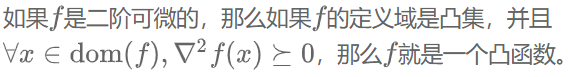 如果f是二阶可微的，那么如果f的定义域是凸集，并且
∀x ∈ dom(f), ∇²f(x) ⪰ 0，那么f就是一个凸函数。